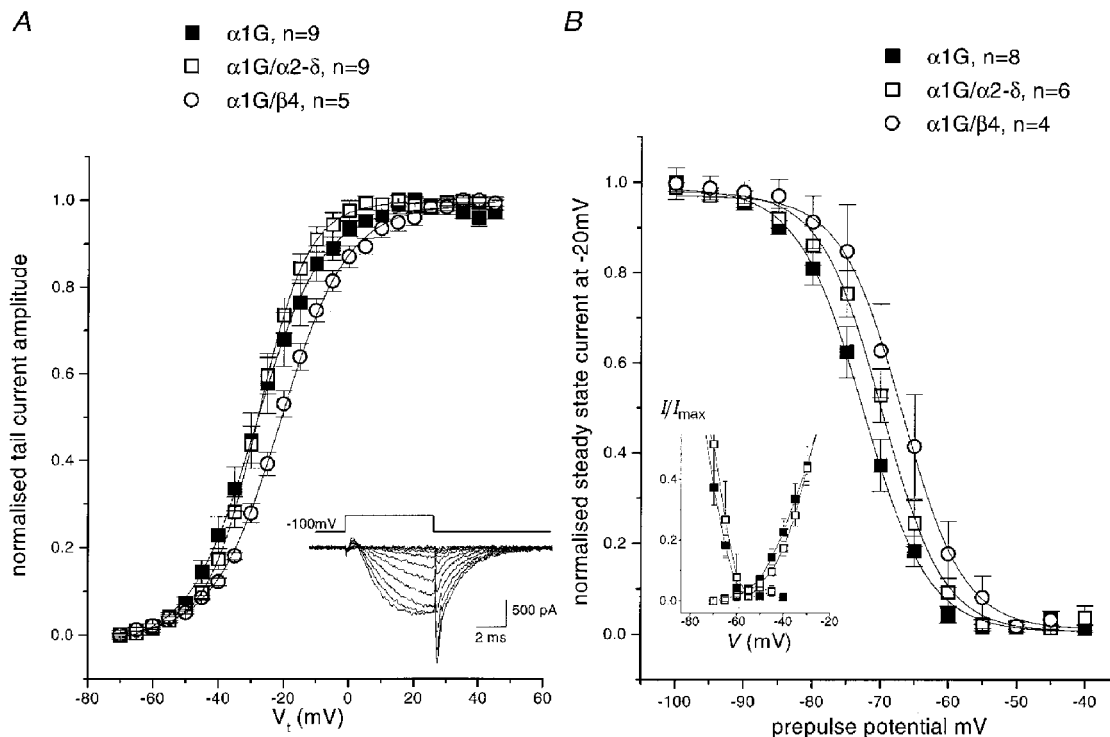 A
α1G, n=9
α1G/α2-δ, n=9
α1G/β4, n=5
normalised tail current amplitude
1.0
0.8
0.6
0.4
0.2
0.0
-80
-60
-40
-20
0
20
40
60
V_t (mV)
-100mV
500 pA
2 ms
B
α1G, n=8
α1G/α2-δ, n=6
α1G/β4, n=4
normalised steady state current at -20mV
1.0
0.8
0.6
0.4
0.2
0.0
-100
-90
-80
-70
-60
-50
-40
prepulse potential mV
I/I_max
0.4
0.2
0.0
-80
-60
-40
-20
V (mV)